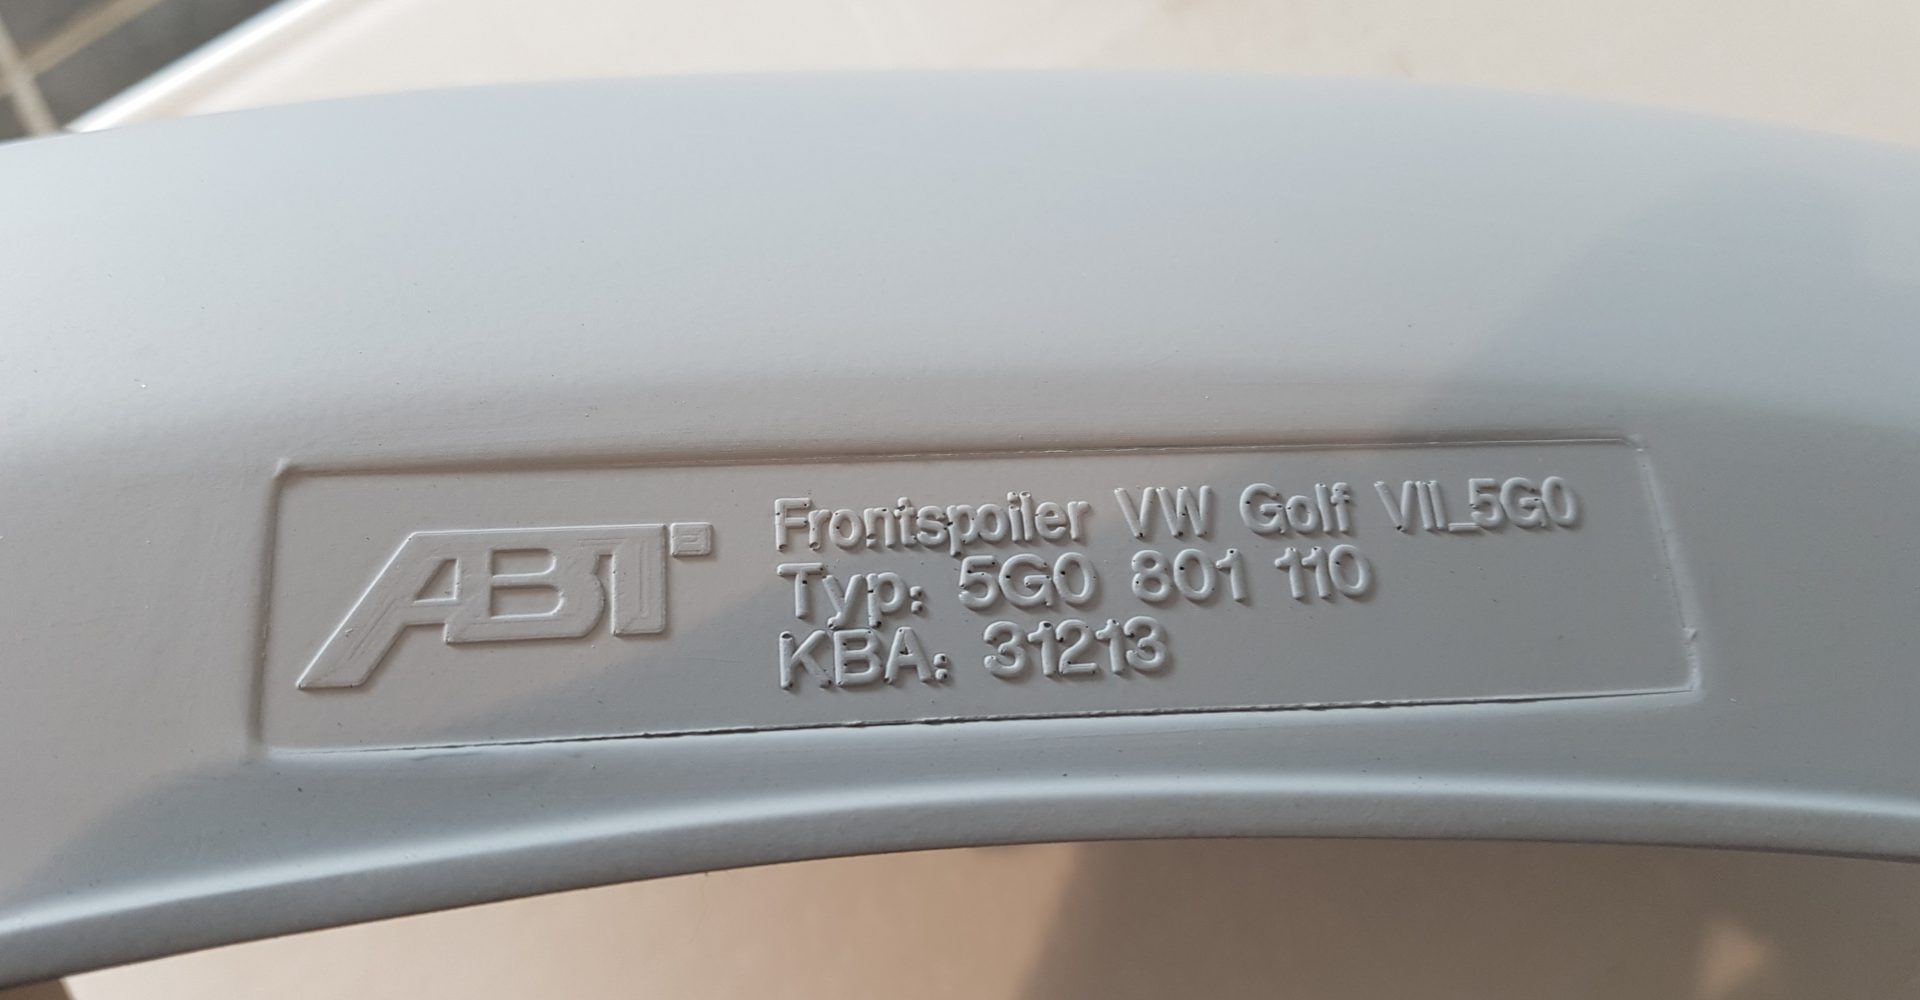 ABT
Frontspoiler VW Golf VII_5G0
Typ: 5G0 801 110
KBA: 31213